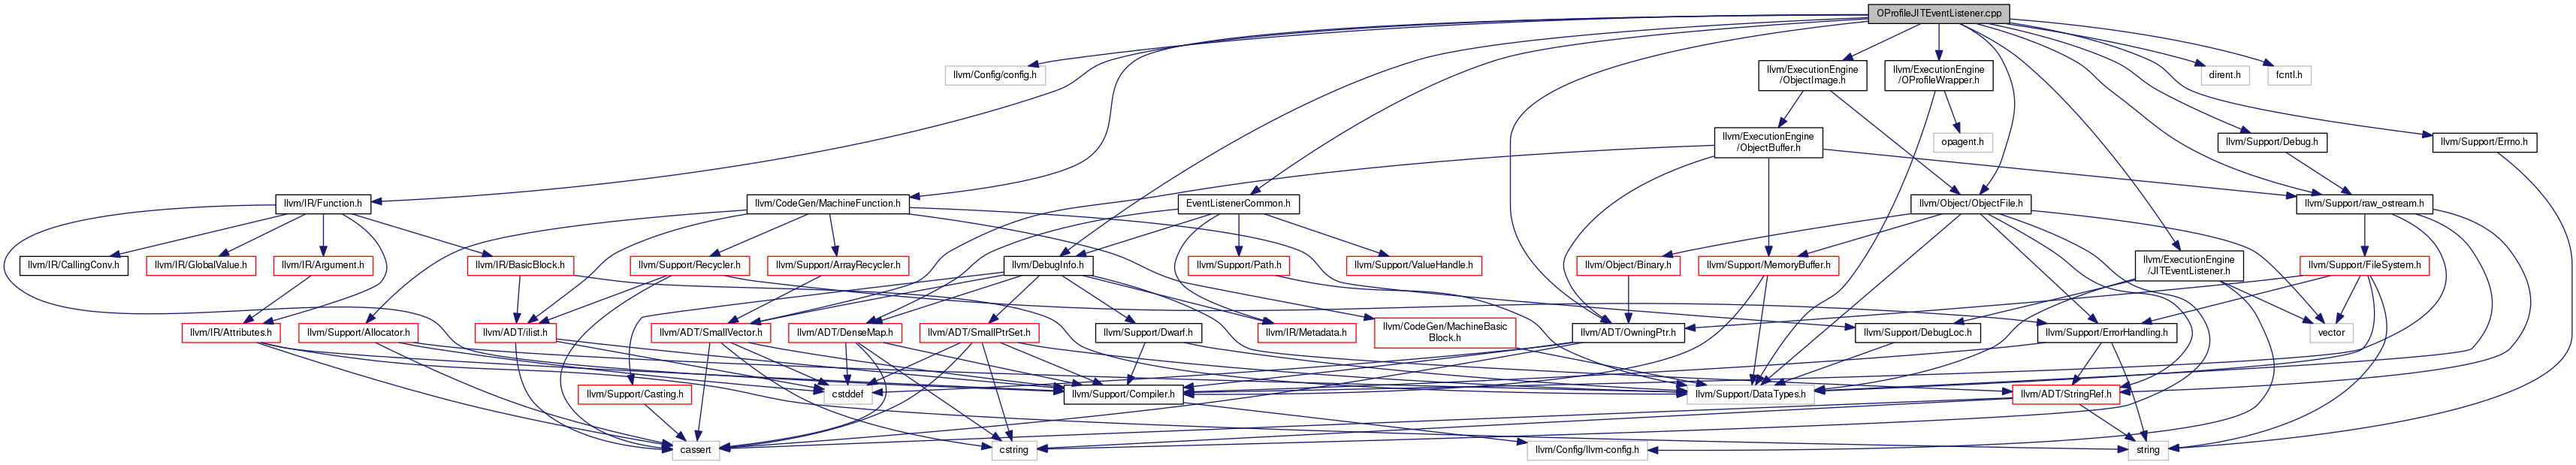 OProfileJITEventListener.cpp
llvm/Config/config.h
llvm/ExecutionEngine
/ObjectImage.h
llvm/ExecutionEngine
/OProfileWrapper.h
dirent.h
fcntl.h
llvm/ExecutionEngine
/ObjectBuffer.h
opagent.h
llvm/Support/Debug.h
llvm/Support/Errno.h
llvm/IR/Function.h
llvm/CodeGen/MachineFunction.h
EventListenerCommon.h
llvm/Object/ObjectFile.h
llvm/Support/raw_ostream.h
llvm/IR/CallingConv.h
llvm/IR/GlobalValue.h
llvm/IR/Argument.h
llvm/IR/BasicBlock.h
llvm/Support/Recycler.h
llvm/Support/ArrayRecycler.h
llvm/DebugInfo.h
llvm/Support/Path.h
llvm/Support/ValueHandle.h
llvm/Object/Binary.h
llvm/Support/MemoryBuffer.h
llvm/ExecutionEngine
/JITEventListener.h
llvm/Support/FileSystem.h
llvm/IR/Attributes.h
llvm/Support/Allocator.h
llvm/ADT/ilist.h
llvm/ADT/SmallVector.h
llvm/ADT/DenseMap.h
llvm/ADT/SmallPtrSet.h
llvm/Support/Dwarf.h
llvm/IR/Metadata.h
llvm/CodeGen/MachineBasic
Block.h
llvm/ADT/OwningPtr.h
llvm/Support/DebugLoc.h
llvm/Support/ErrorHandling.h
vector
llvm/Support/Casting.h
cstddef
llvm/Support/Compiler.h
llvm/Support/DataTypes.h
llvm/ADT/StringRef.h
cassert
cstring
llvm/Config/llvm-config.h
string